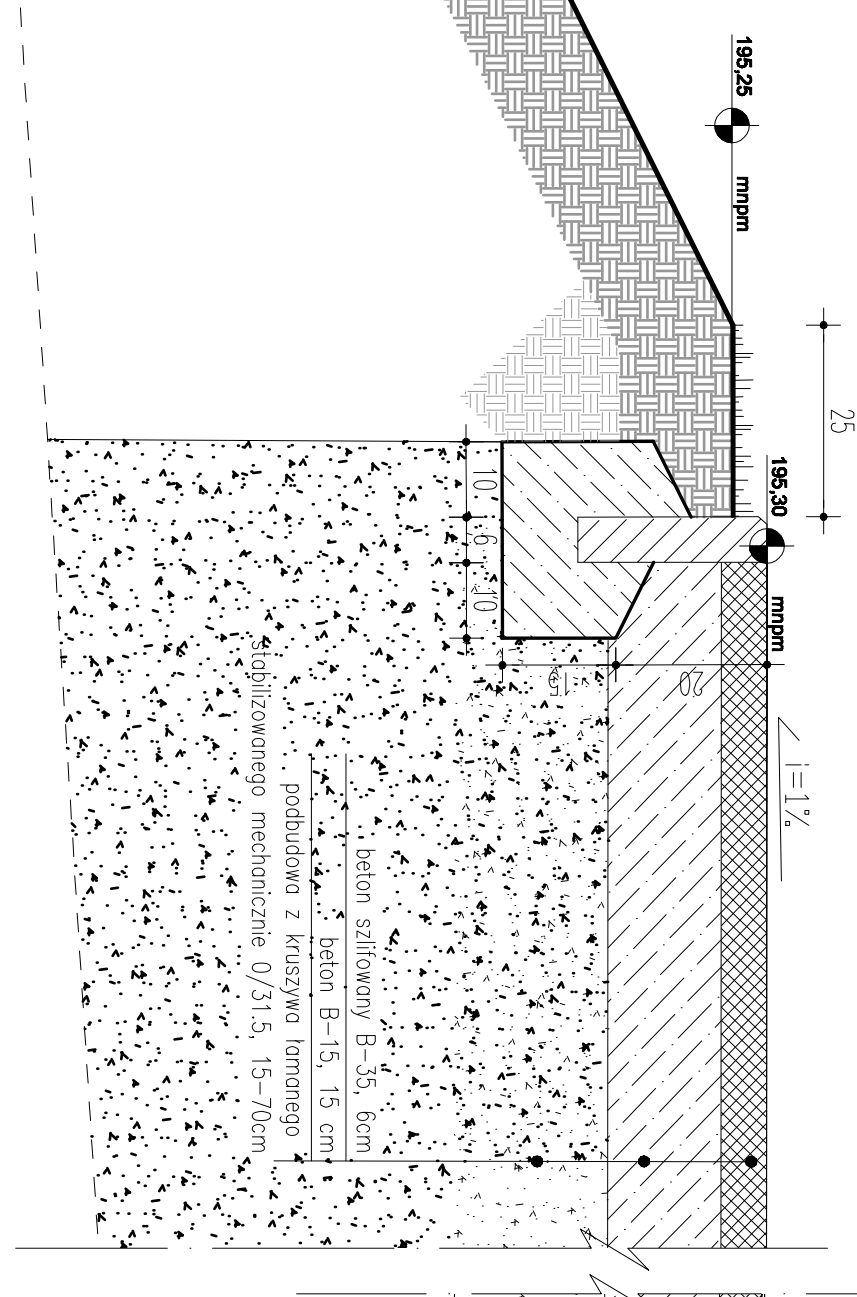 195,25
mnpm
25
195,30
mnpm
i=1%
10
6
10
15
20
beton szlifowany B-35, 6cm
beton B-15, 15 cm
podbudowa z kruszywa łamanego
stabilizowanego mechanicznie 0/31.5, 15-70cm